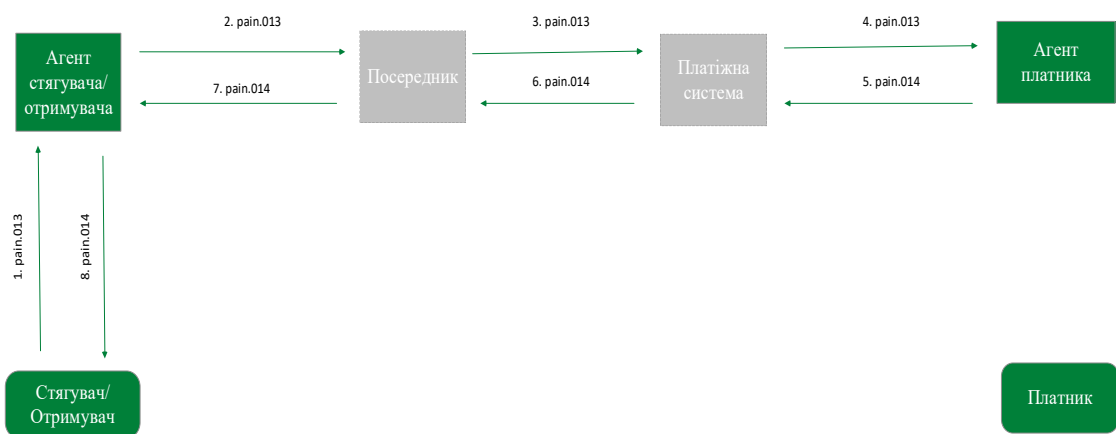 2. pain.013
3. pain.013
4. pain.013
Агент
стягувача/
отримувача
Посередник
Платіжна
система
Агент
платника
7. pain.014
6. pain.014
5. pain.014
1. pain.013
8. pain.014
Стягувач/
Отримувач
Платник